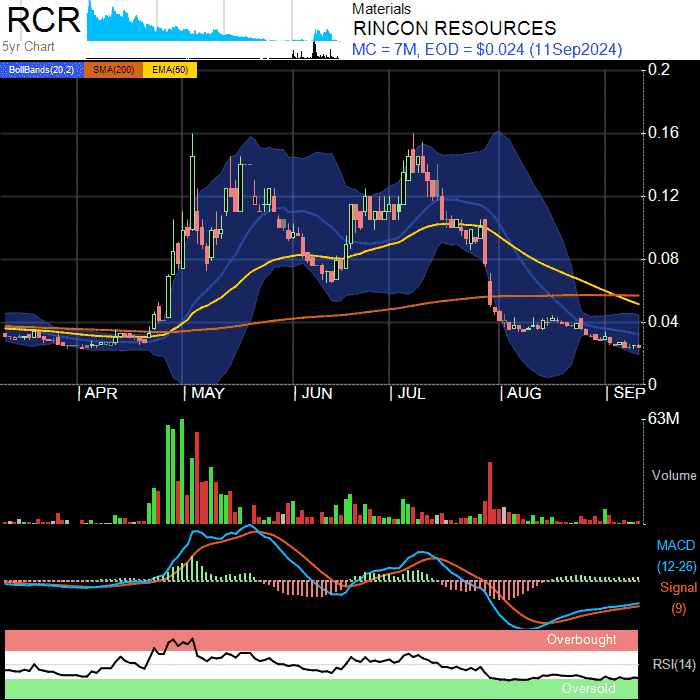 RCR
5yr Chart
Materials
RINCON RESOURCES
MC = 7M, EOD = $0.024 (11Sep2024)
BollBands(20,2) SMA(200) EMA(50)
0.2
0.16
0.12
0.08
0.04
0
APR MAY JUN JUL AUG SEP
63M
Volume
MACD
(12-26)
Signal
(9)
Overbought
RSI(14)
Oversold